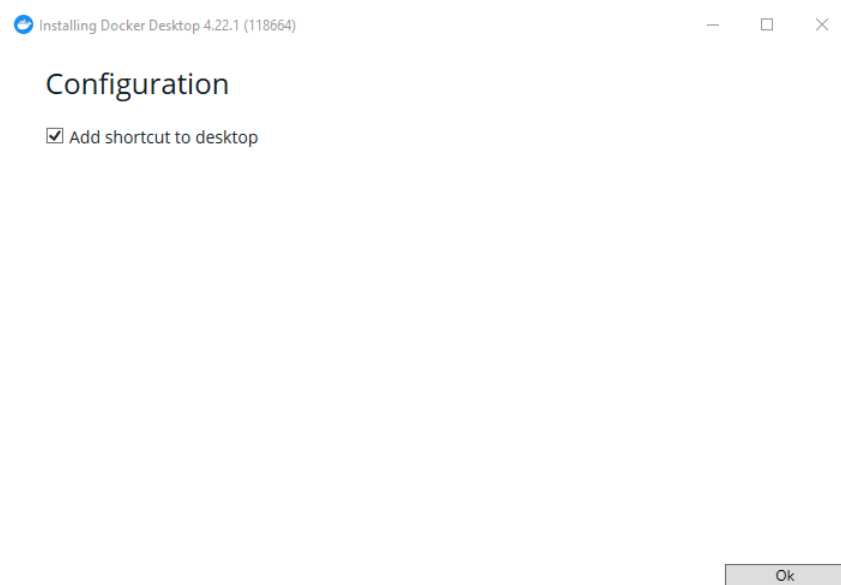 Installing Docker Desktop 4.22.1 (118664)
Configuration
Add shortcut to desktop
Ok